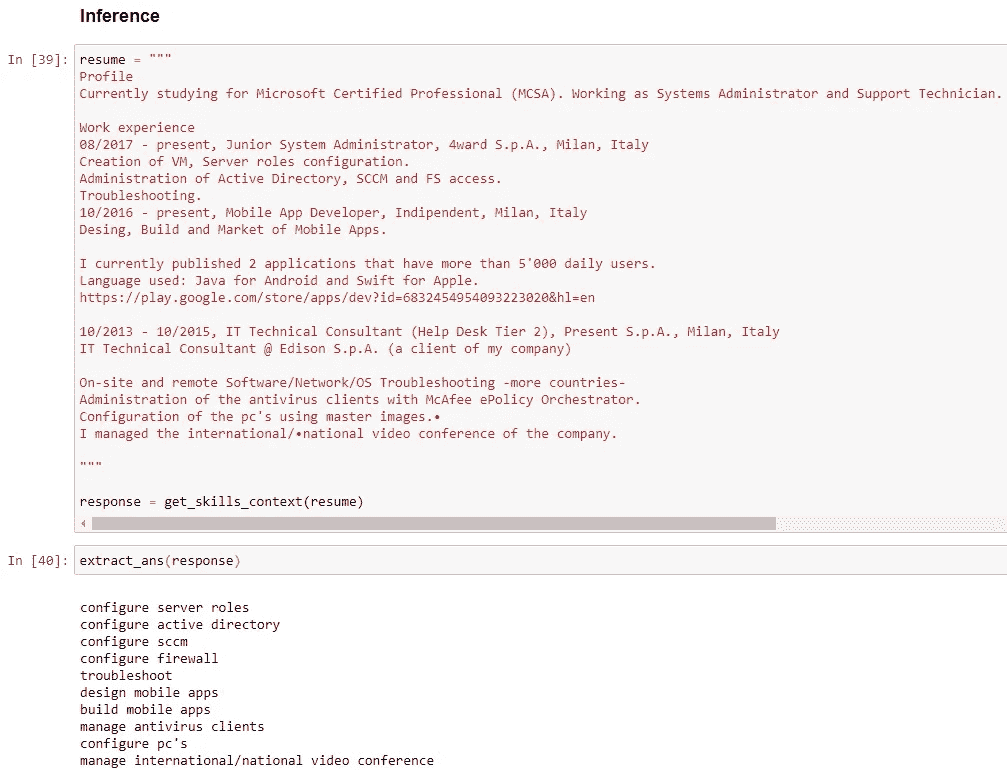 Inference
In [39]: resume = """
Profile
Currently studying for Microsoft Certified Professional (MCSA). Working as Systems Administrator and Support Technician.
Work experience
08/2017 - present, Junior System Administrator, 4ward S.p.A., Milan, Italy
Creation of VM, Server roles configuration.
Administration of Active Directory, SCCM and FS access.
Troubleshooting.
10/2016 - present, Mobile App Developer, Indipendent, Milan, Italy
Desing, Build and Market of Mobile Apps.
I currently published 2 applications that have more than 5'000 daily users.
Language used: Java for Android and Swift for Apple.
https://play.google.com/store/apps/dev?id=6832454954093223020&hl=en
10/2013 - 10/2015, IT Technical Consultant (Help Desk Tier 2), Present S.p.A., Milan, Italy
IT Technical Consultant @ Edison S.p.A. (a client of my company)
On-site and remote Software/Network/OS Troubleshooting -more countries-
Administration of the antivirus clients with McAfee ePolicy Orchestrator.
Configuration of the pc's using master images.•
I managed the international/•national video conference of the company.
"""
response = get_skills_context(resume)
In [40]: extract_ans(response)
configure server roles
configure active directory
configure sccm
configure firewall
troubleshoot
design mobile apps
build mobile apps
manage antivirus clients
configure pc's
manage international/national video conference